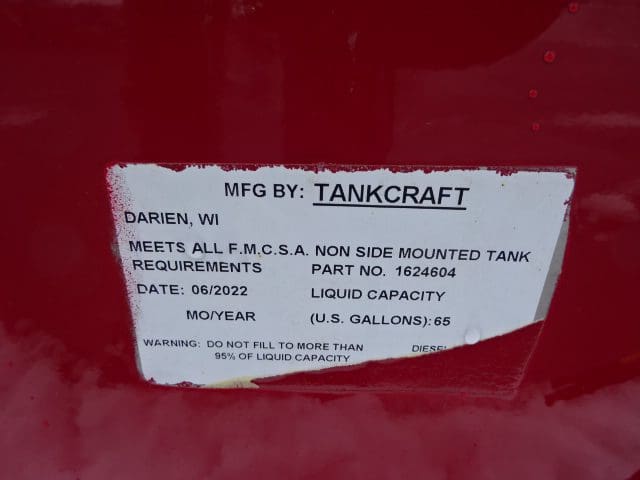 MFG BY: TANKCRAFT
DARIEN, WI
MEETS ALL F.M.C.S.A. NON SIDE MOUNTED TANK
REQUIREMENTS PART NO. 1624604
DATE: 06/2022 LIQUID CAPACITY
MO/YEAR (U.S. GALLONS): 65
WARNING: DO NOT FILL TO MORE THAN
95% OF LIQUID CAPACITY